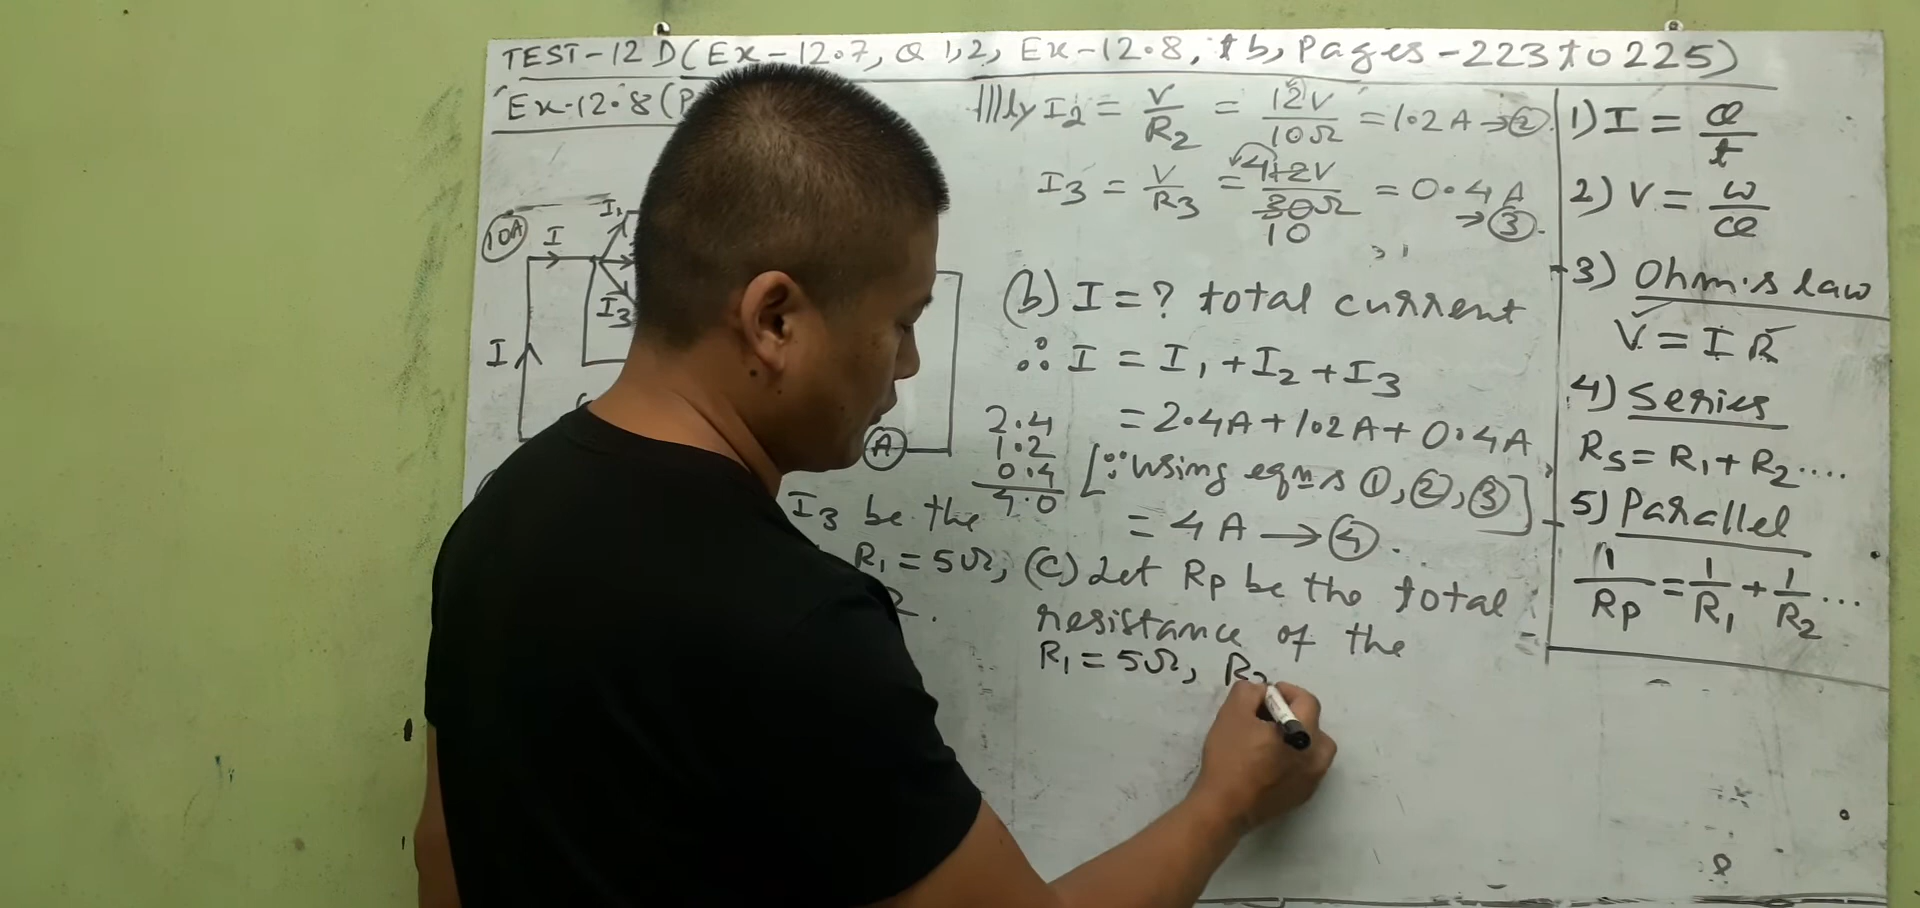 TEST-12 D(Ex-12.7, Q 1,2, Ex-12.8, tb, Pages-223 to 225)
Ex-12.8 (P
10A
I
I1
I3
I
A
I3 be the
R1 = 5Ω,
Ω.
Illly I2 = V/R2 = 12V/10Ω = 1.2 A → ②
I3 = V/R3 = 4 12V/30Ω 10 = 0.4 A → ③.
(b) I = ? total current
∴ I = I1 + I2 + I3
= 2.4A + 1.2A + 0.4A
2.4
1.2
0.4
4.0
[∵ using eqns ①, ②, ③]
= 4 A → ④.
(c) Let Rp be the total
resistance of the
R1 = 5Ω, R2
1) I = Q/t
2) V = W/Q
3) Ohm's law
V = I R
4) Series
Rs = R1 + R2....
5) Parallel
1/Rp = 1/R1 + 1/R2 ...